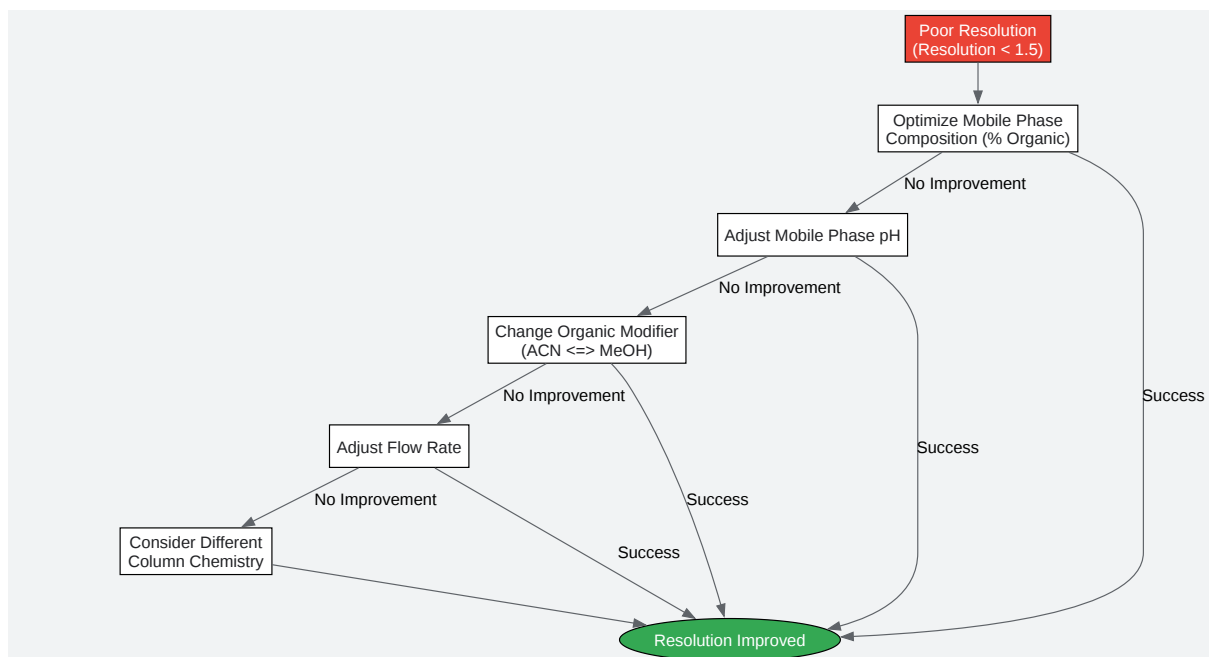 Poor Resolution
(Resolution < 1.5)
Optimize Mobile Phase
Composition (% Organic)
No Improvement
Adjust Mobile Phase pH
No Improvement
Change Organic Modifier
(ACN <=> MeOH)
No Improvement
Success
Adjust Flow Rate
Success
No Improvement
Success
Consider Different
Column Chemistry
Success
Resolution Improved